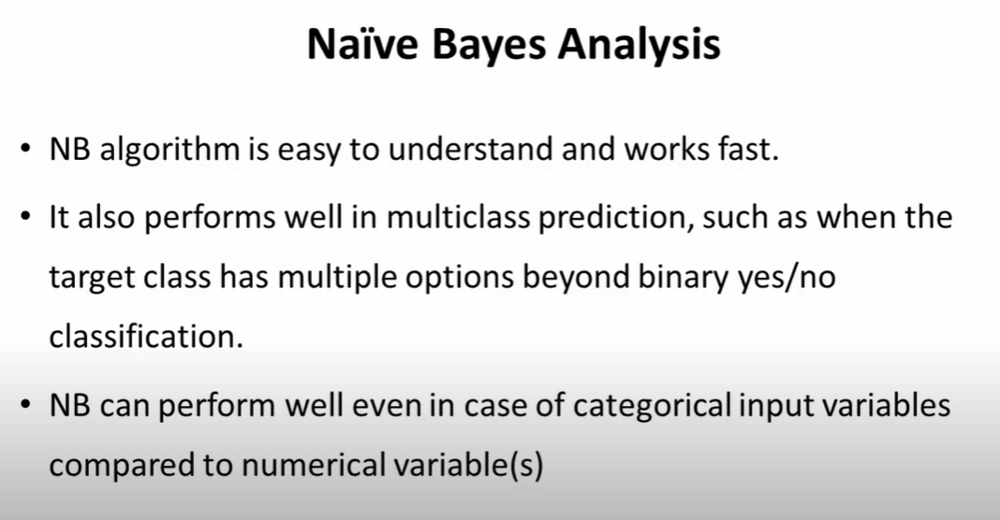 Naïve Bayes Analysis
• NB algorithm is easy to understand and works fast.
• It also performs well in multiclass prediction, such as when the
target class has multiple options beyond binary yes/no
classification.
• NB can perform well even in case of categorical input variables
compared to numerical variable(s)